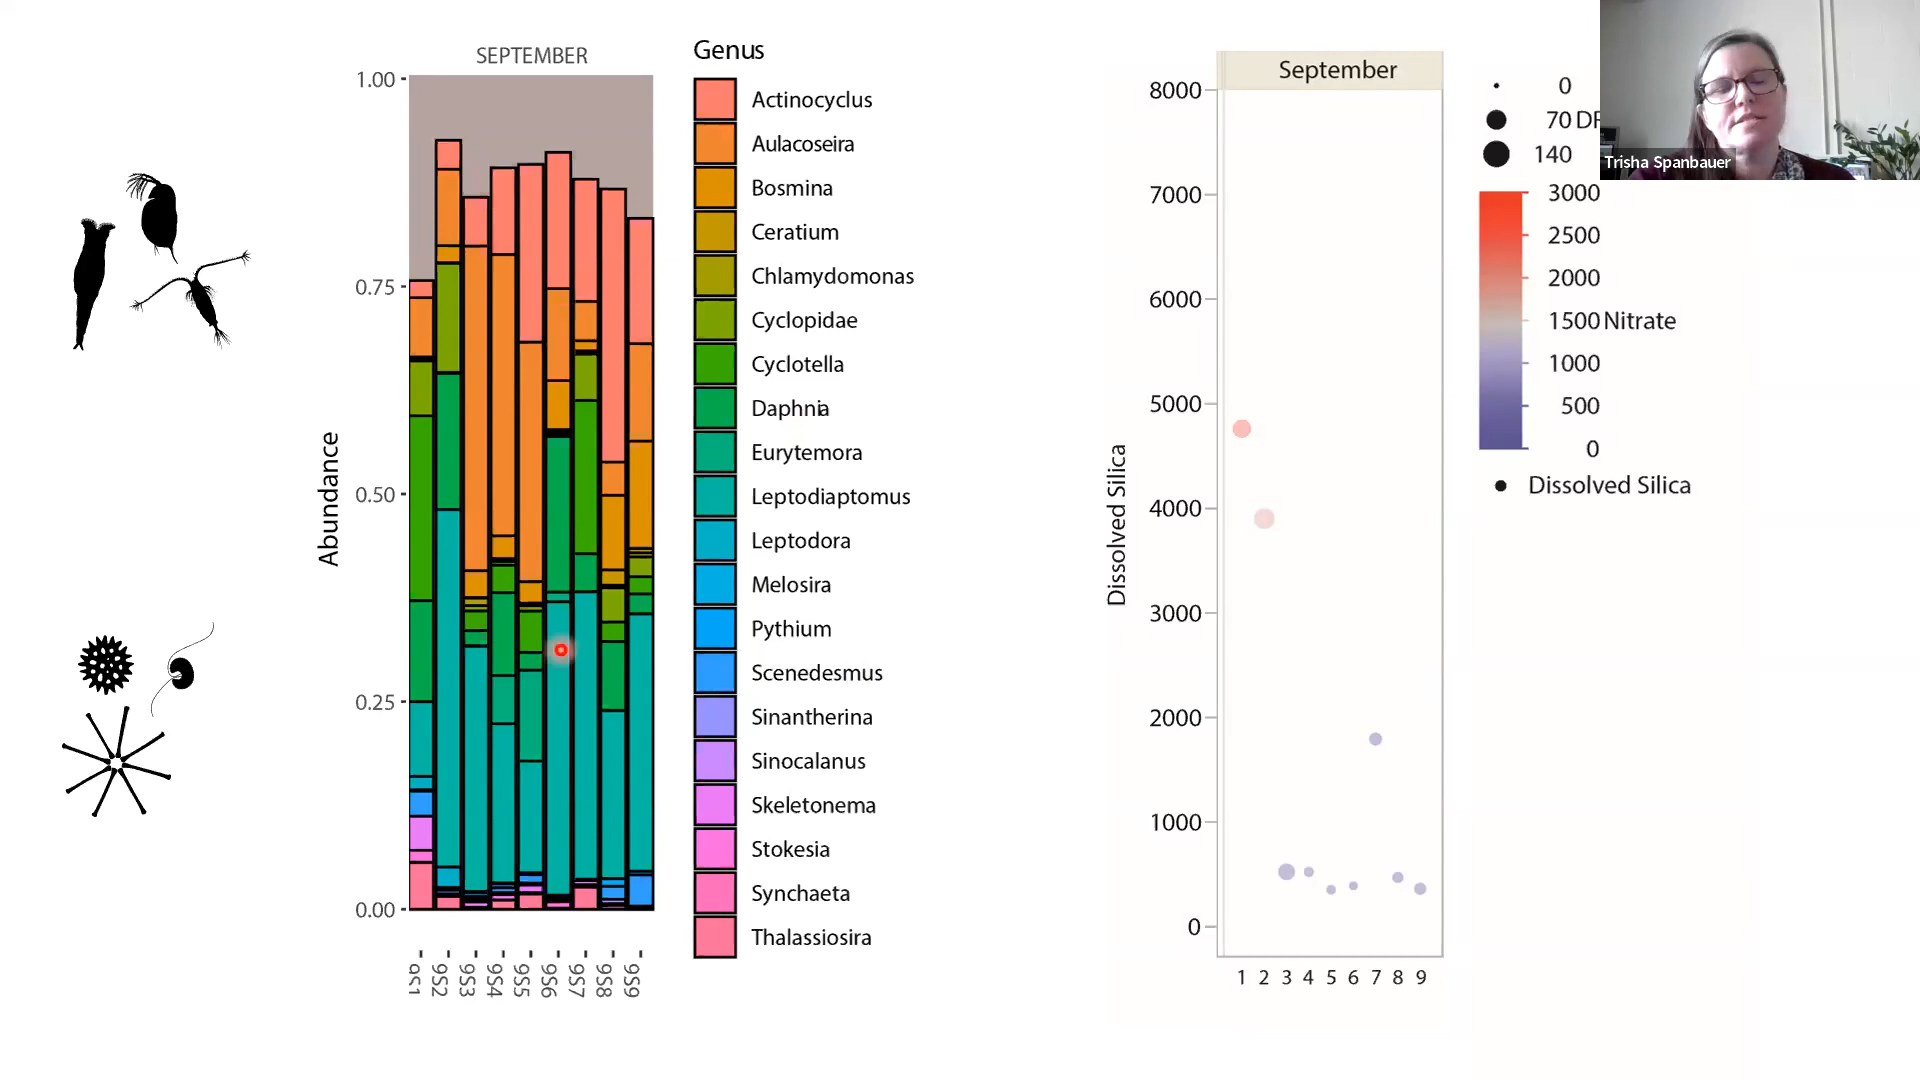 SEPTEMBER
1.00
0.75
0.50
0.25
0.00
Abundance
9S1
9S2
9S3
9S4
9S5
9S6
9S7
9S8
9S9
Genus
Actinocyclus
Aulacoseira
Bosmina
Ceratium
Chlamydomonas
Cyclopidae
Cyclotella
Daphnia
Eurytemora
Leptodiaptomus
Leptodora
Melosira
Pythium
Scenedesmus
Sinantherina
Sinocalanus
Skeletonema
Stokesia
Synchaeta
Thalassiosira
September
8000
7000
6000
5000
4000
3000
2000
1000
0
Dissolved Silica
1 2 3 4 5 6 7 8 9
0
70
140
3000
2500
2000
1500 Nitrate
1000
500
0
Dissolved Silica
Trisha Spanbauer